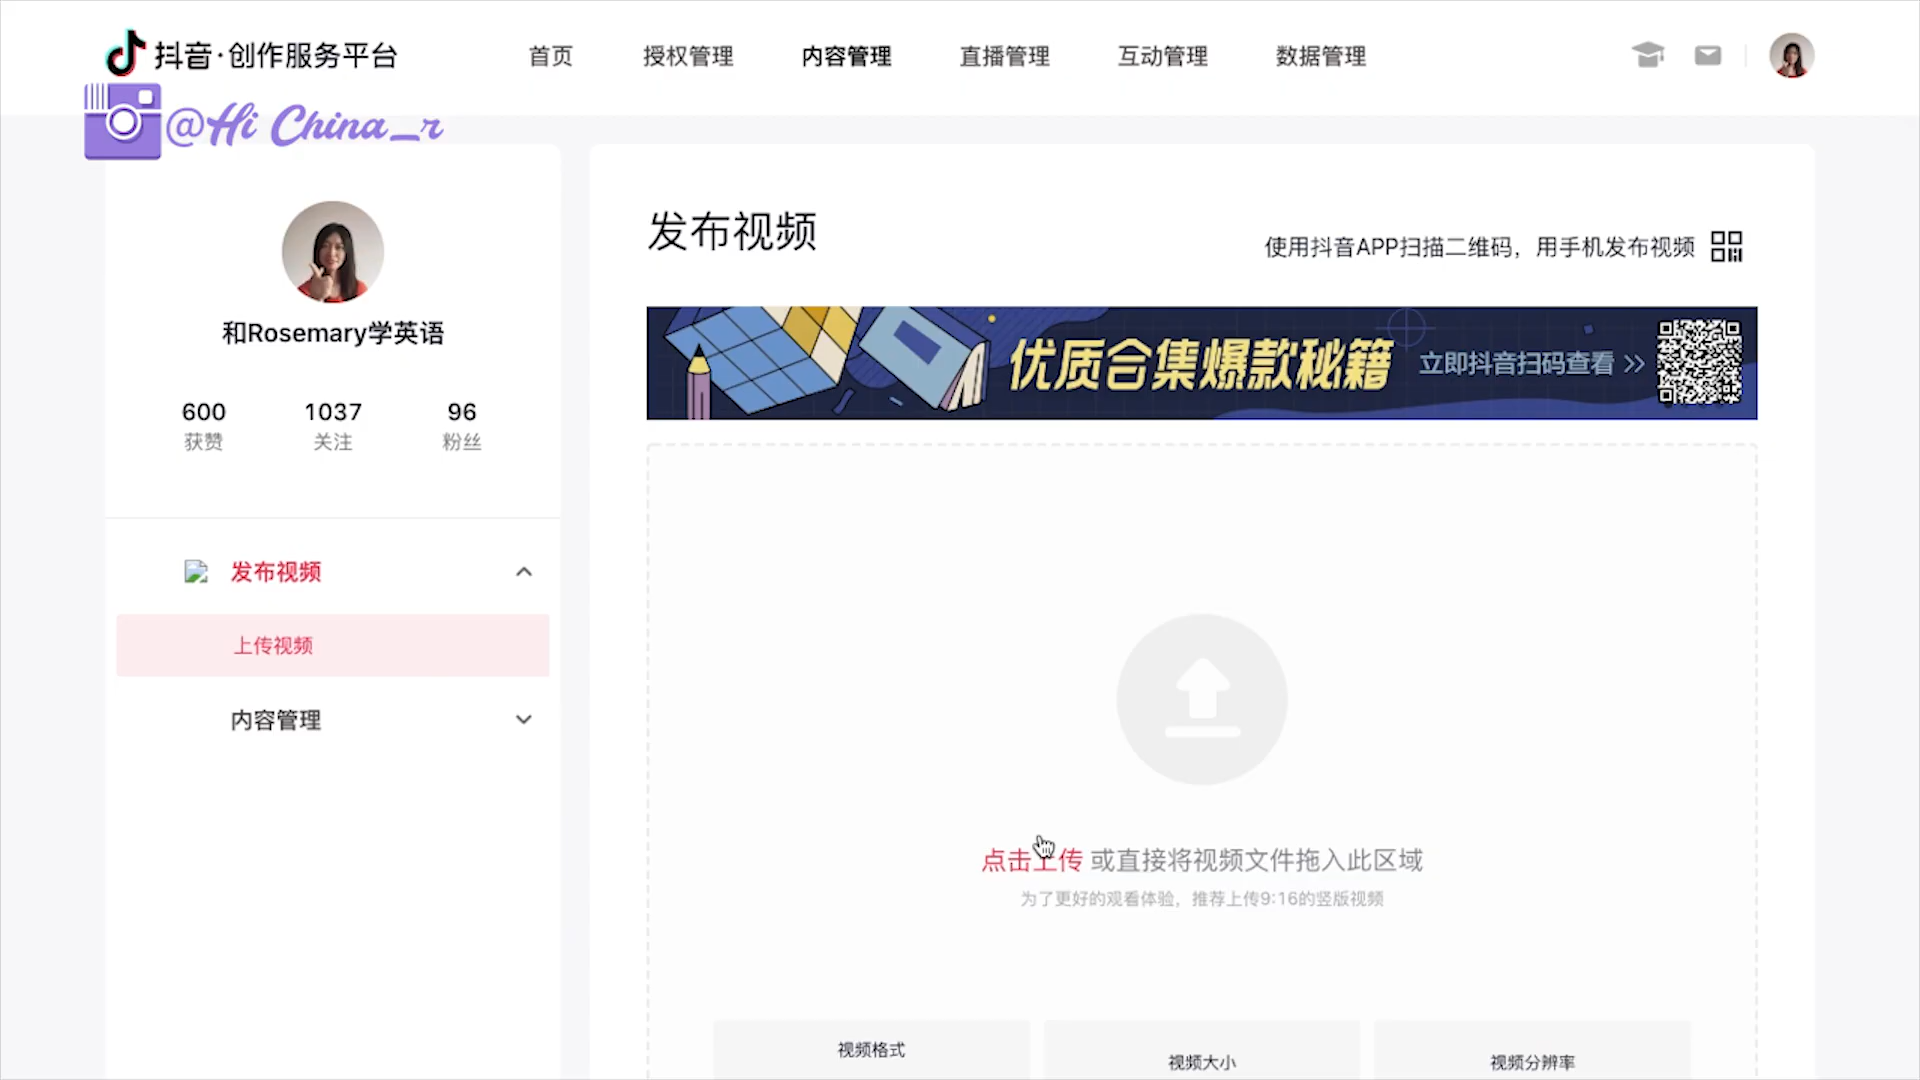 抖音·创作服务平台
首页 授权管理 内容管理 直播管理 互动管理 数据管理
@Hi China_r
和Rosemary学英语
600 1037 96
获赞 关注 粉丝
发布视频
上传视频
内容管理
发布视频
使用抖音APP扫描二维码，用手机发布视频
优质合集爆款秘籍 立即抖音扫码查看 >>
点击上传 或直接将视频文件拖入此区域
为了更好的观看体验，推荐上传9:16的竖版视频
视频格式 视频大小 视频分辨率